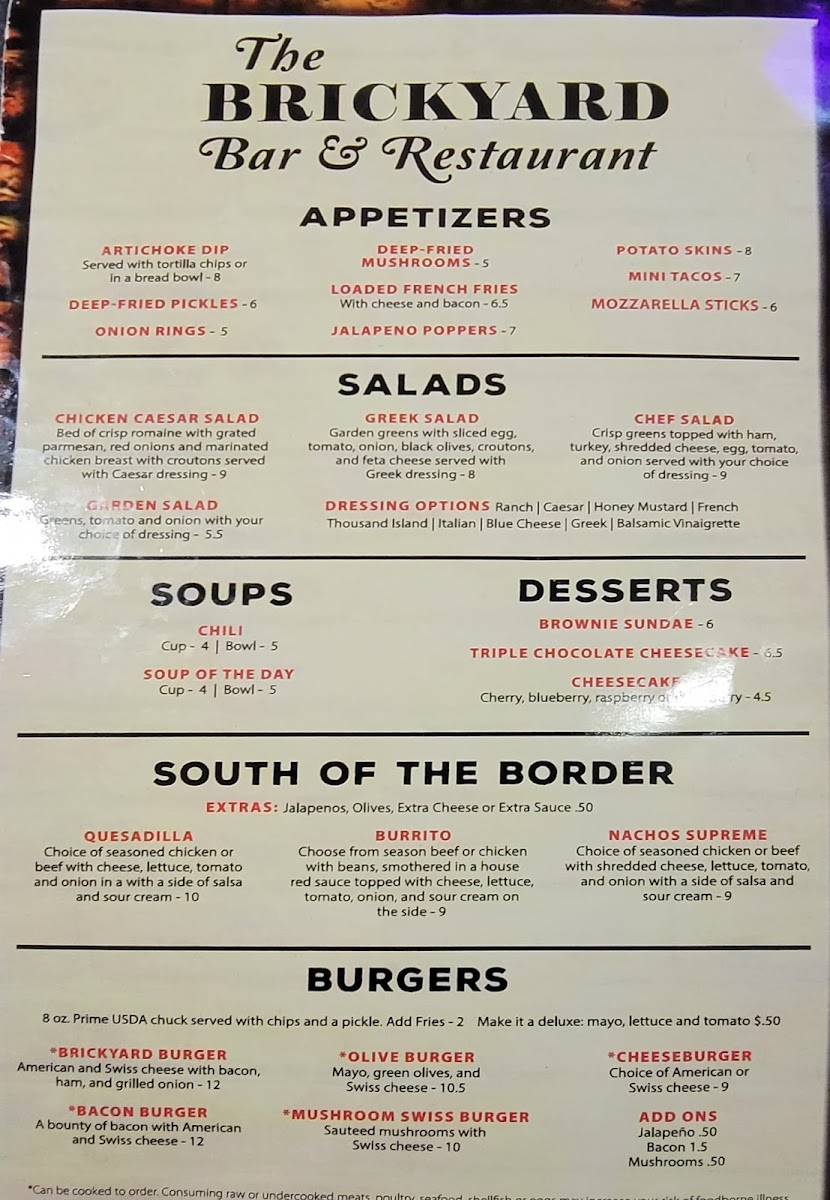 The
BRICKYARD
Bar & Restaurant
APPETIZERS
ARTICHOKE DIP
Served with tortilla chips or
in a bread bowl - 8
DEEP-FRIED PICKLES - 6
ONION RINGS - 5
DEEP-FRIED
MUSHROOMS - 5
LOADED FRENCH FRIES
With cheese and bacon - 6.5
JALAPENO POPPERS - 7
POTATO SKINS - 8
MINI TACOS - 7
MOZZARELLA STICKS - 6
SALADS
CHICKEN CAESAR SALAD
Bed of crisp romaine with grated
parmesan, red onions and marinated
chicken breast with croutons served
with Caesar dressing - 9
GREEK SALAD
Garden greens with sliced egg,
tomato, onion, black olives, croutons,
and feta cheese served with
Greek dressing - 8
CHEF SALAD
Crisp greens topped with ham,
turkey, shredded cheese, egg, tomato,
and onion served with your choice
of dressing - 9
GARDEN SALAD
Greens, tomato and onion with your
choice of dressing - 5.5
DRESSING OPTIONS Ranch | Caesar | Honey Mustard | French
Thousand Island | Italian | Blue Cheese | Greek | Balsamic Vinaigrette
SOUPS
CHILI
Cup - 4 | Bowl - 5
SOUP OF THE DAY
Cup - 4 | Bowl - 5
DESSERTS
BROWNIE SUNDAE - 6
TRIPLE CHOCOLATE CHEESECAKE - 6.5
CHEESECAKE
Cherry, blueberry, raspberry - 4.5
SOUTH OF THE BORDER
EXTRAS: Jalapenos, Olives, Extra Cheese or Extra Sauce .50
QUESADILLA
Choice of seasoned chicken or
beef with cheese, lettuce, tomato
and onion in a with a side of salsa
and sour cream - 10
BURRITO
Choose from season beef or chicken
with beans, smothered in a house
red sauce topped with cheese, lettuce,
tomato, onion, and sour cream on
the side - 9
NACHOS SUPREME
Choice of seasoned chicken or beef
with shredded cheese, lettuce, tomato,
and onion with a side of salsa and
sour cream - 9
BURGERS
8 oz. Prime USDA chuck served with chips and a pickle. Add Fries - 2 Make it a deluxe: mayo, lettuce and tomato $.50
*BRICKYARD BURGER
American and Swiss cheese with bacon,
ham, and grilled onion - 12
*BACON BURGER
A bounty of bacon with American
and Swiss cheese - 12
*OLIVE BURGER
Mayo, green olives, and
Swiss cheese - 10.5
*MUSHROOM SWISS BURGER
Sauteed mushrooms with
Swiss cheese - 10
*CHEESEBURGER
Choice of American or
Swiss cheese - 9
ADD ONS
Jalapeño .50
Bacon 1.5
Mushrooms .50
*Can be cooked to order. Consuming raw or undercooked meats, poultry, seafood, shellfish or eggs may increase your risk of foodborne illness.